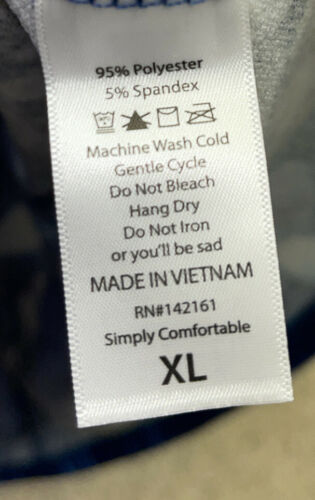 95% Polyester
5% Spandex
Machine Wash Cold
Gentle Cycle
Do Not Bleach
Hang Dry
Do Not Iron
or you'll be sad
MADE IN VIETNAM
RN#142161
Simply Comfortable
XL